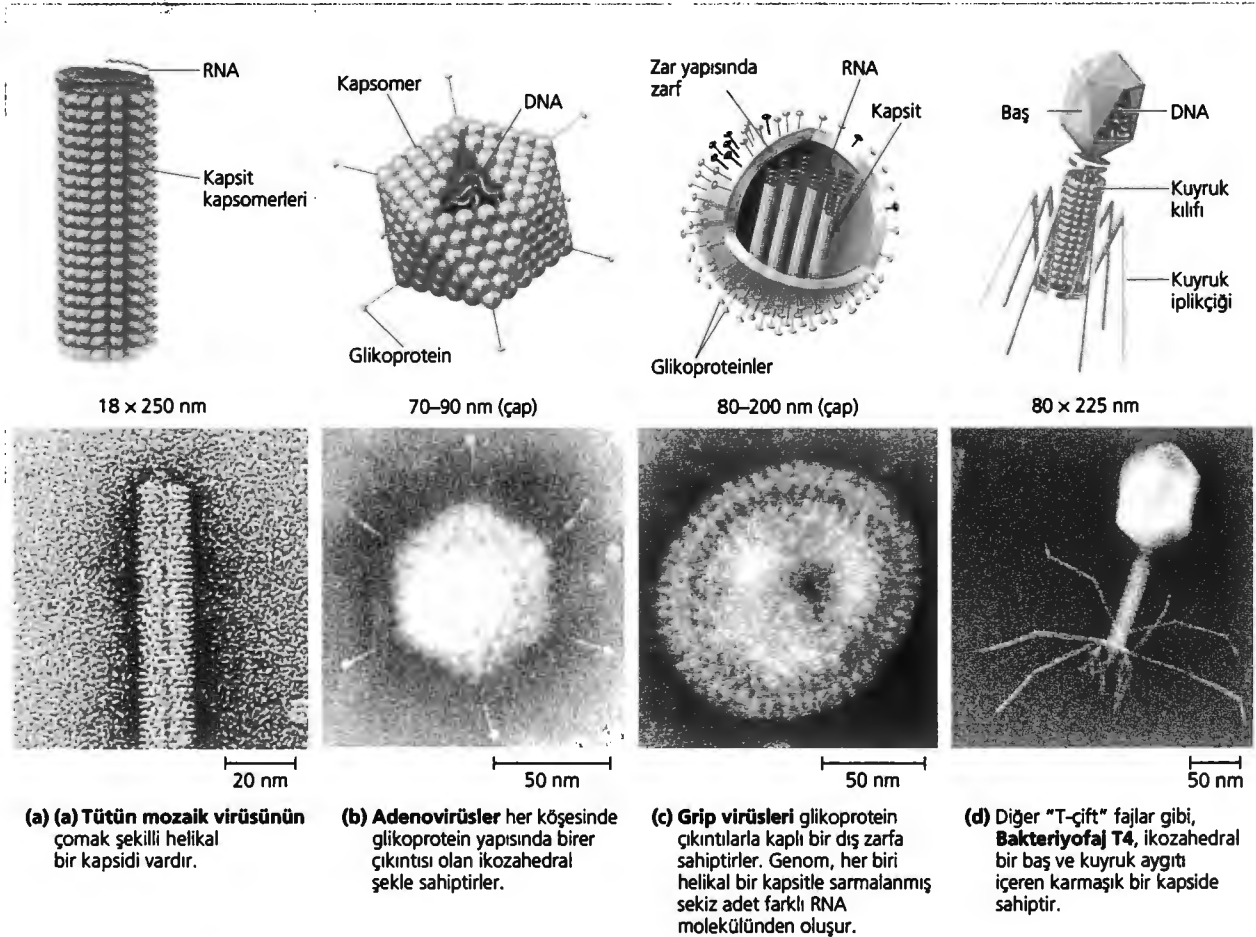 RNA
Kapsit
kapsomerleri
18 × 250 nm
Kapsomer
DNA
Glikoprotein
70–90 nm (çap)
Zar yapısında
zarf
RNA
Kapsit
Glikoproteinler
80–200 nm (çap)
Baş
DNA
Kuyruk
kılıfı
Kuyruk
iplikçiği
80 × 225 nm
20 nm
50 nm
50 nm
50 nm
(a) (a) Tütün mozaik virüsünün
çomak şekilli helikal
bir kapsidi vardır.
(b) Adenovirüsler her köşesinde
glikoprotein yapısında birer
çıkıntısı olan ikozahedral
şekle sahiptirler.
(c) Grip virüsleri glikoprotein
çıkıntılarla kaplı bir dış zarfa
sahiptirler. Genom, her biri
helikal bir kapsitle sarmalanmış
sekiz adet farklı RNA
molekülünden oluşur.
(d) Diğer "T-çift" fajlar gibi,
Bakteriyofaj T4, ikozahedral
bir baş ve kuyruk aygıtı
içeren karmaşık bir kapside
sahiptir.